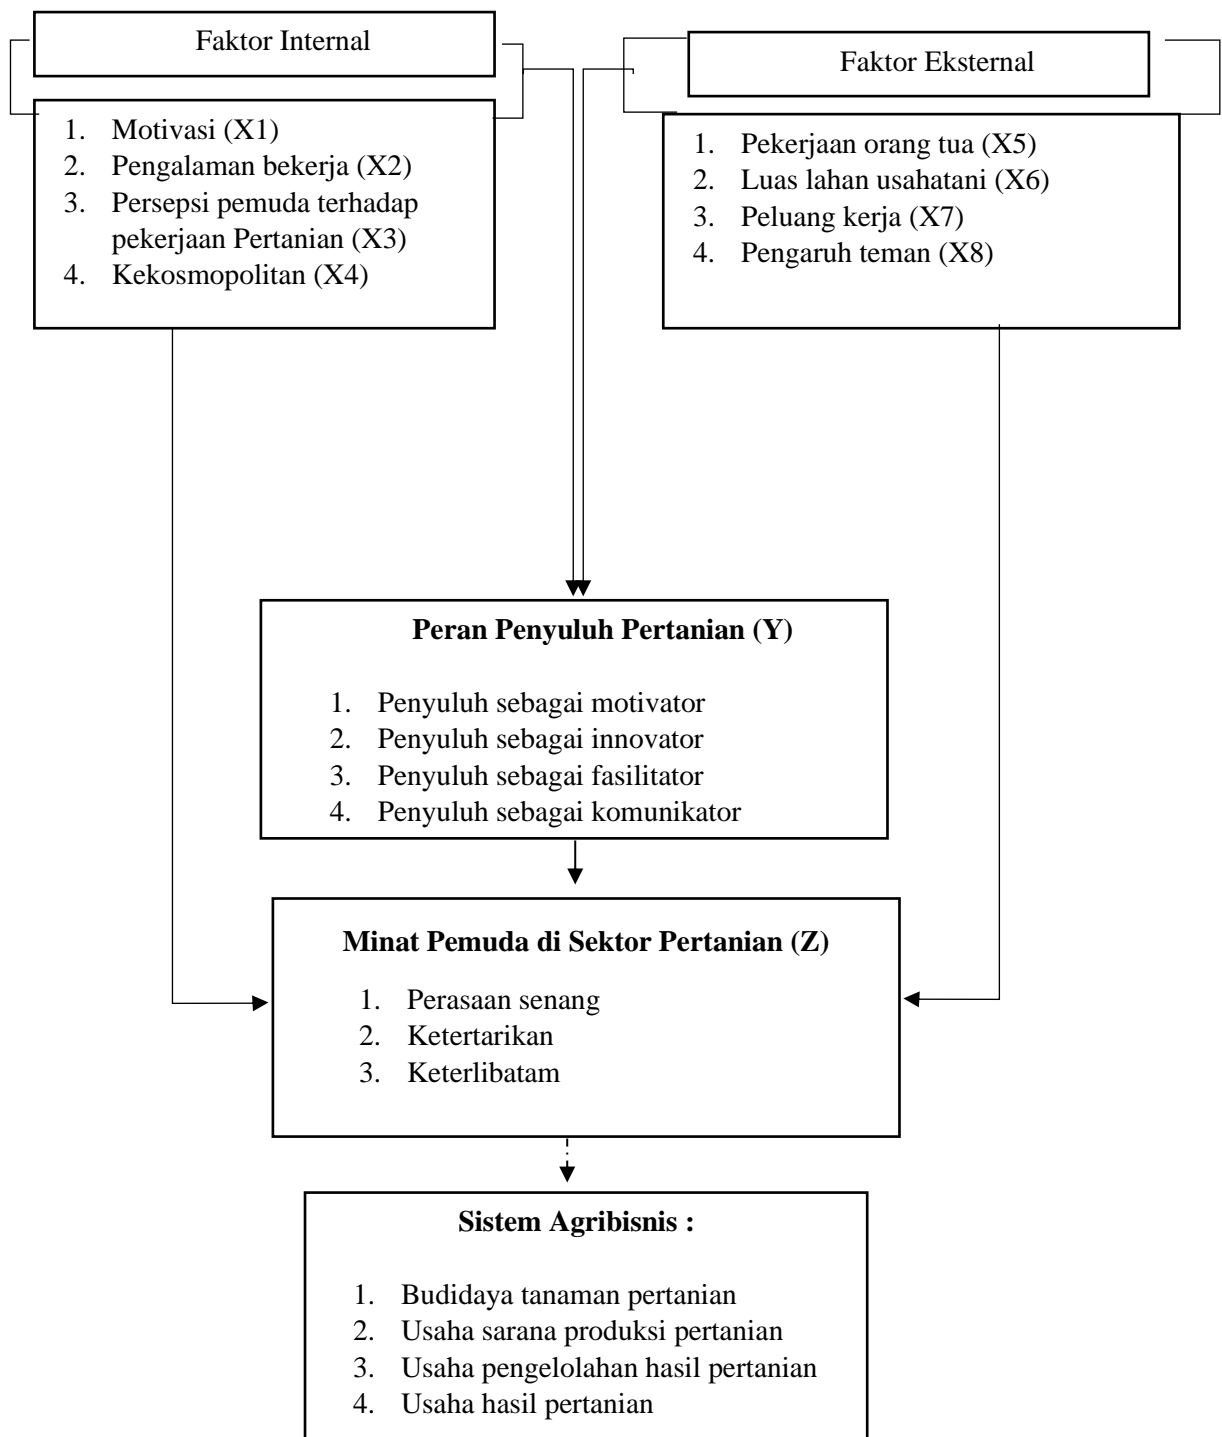 Faktor Internal
1. Motivasi (X1)
2. Pengalaman bekerja (X2)
3. Persepsi pemuda terhadap
pekerjaan Pertanian (X3)
4. Kekosmopolitan (X4)
Faktor Eksternal
1. Pekerjaan orang tua (X5)
2. Luas lahan usahatani (X6)
3. Peluang kerja (X7)
4. Pengaruh teman (X8)
Peran Penyuluh Pertanian (Y)
1. Penyuluh sebagai motivator
2. Penyuluh sebagai innovator
3. Penyuluh sebagai fasilitator
4. Penyuluh sebagai komunikator
Minat Pemuda di Sektor Pertanian (Z)
1. Perasaan senang
2. Ketertarikan
3. Keterlibatam
Sistem Agribisnis :
1. Budidaya tanaman pertanian
2. Usaha sarana produksi pertanian
3. Usaha pengelolahan hasil pertanian
4. Usaha hasil pertanian